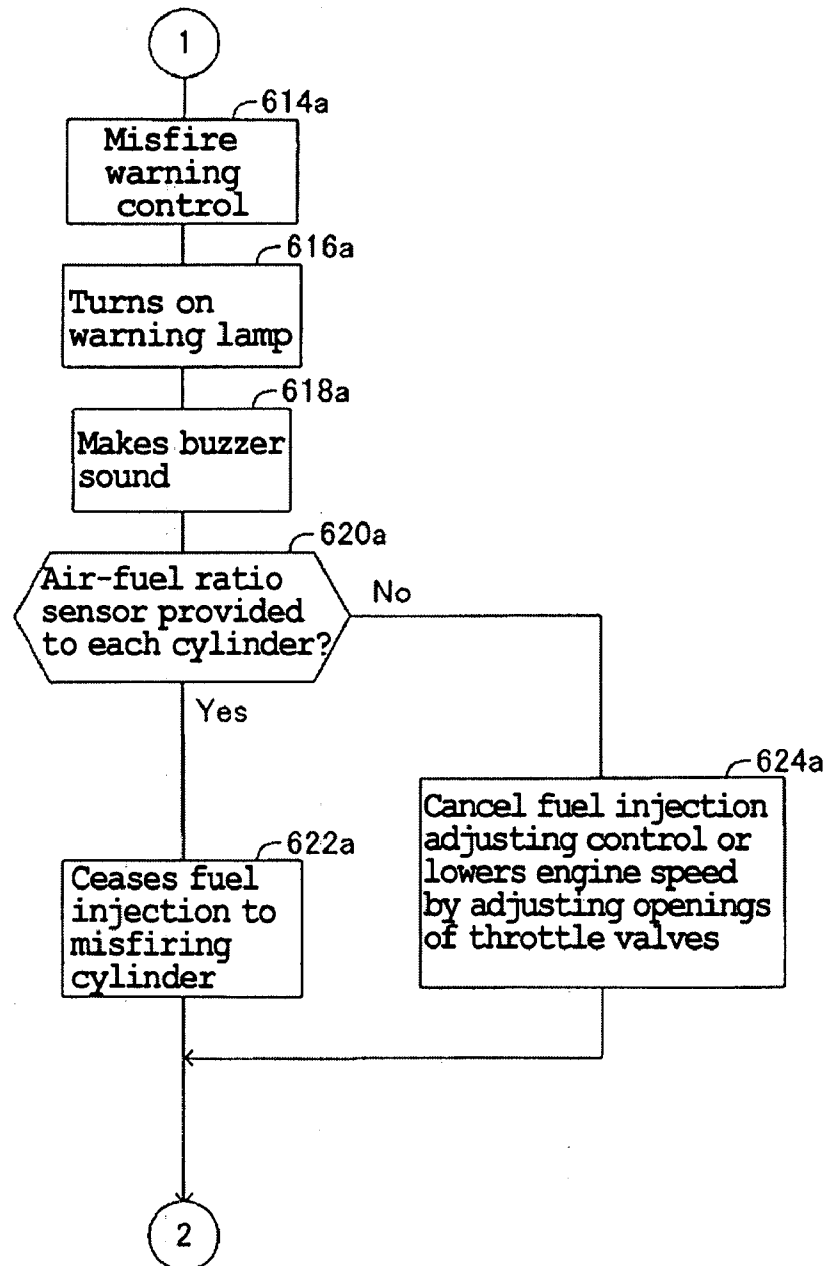 1
614a
Misfire
warning
control
616a
Turns on
warning lamp
618a
Makes buzzer
sound
620a
Air-fuel ratio
sensor provided
to each cylinder?
No
Yes
624a
Cancel fuel injection
adjusting control or
lowers engine speed
by adjusting openings
of throttle valves
622a
Ceases fuel
injection to
misfiring
cylinder
2